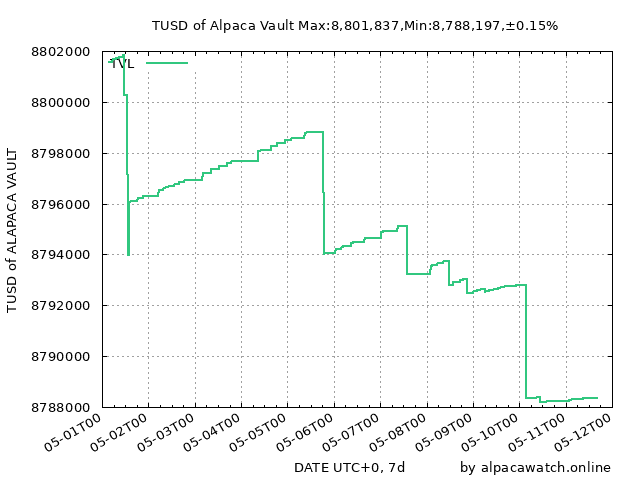 TUSD of Alpaca Vault Max:8,801,837,Min:8,788,197,±0.15%
TVL
TUSD of ALAPACA VAULT
8802000
8800000
8798000
8796000
8794000
8792000
8790000
8788000
05-01T00
05-02T00
05-03T00
05-04T00
05-05T00
05-06T00
05-07T00
05-08T00
05-09T00
05-10T00
05-11T00
05-12T00
DATE UTC+0, 7d
by alpacawatch.online